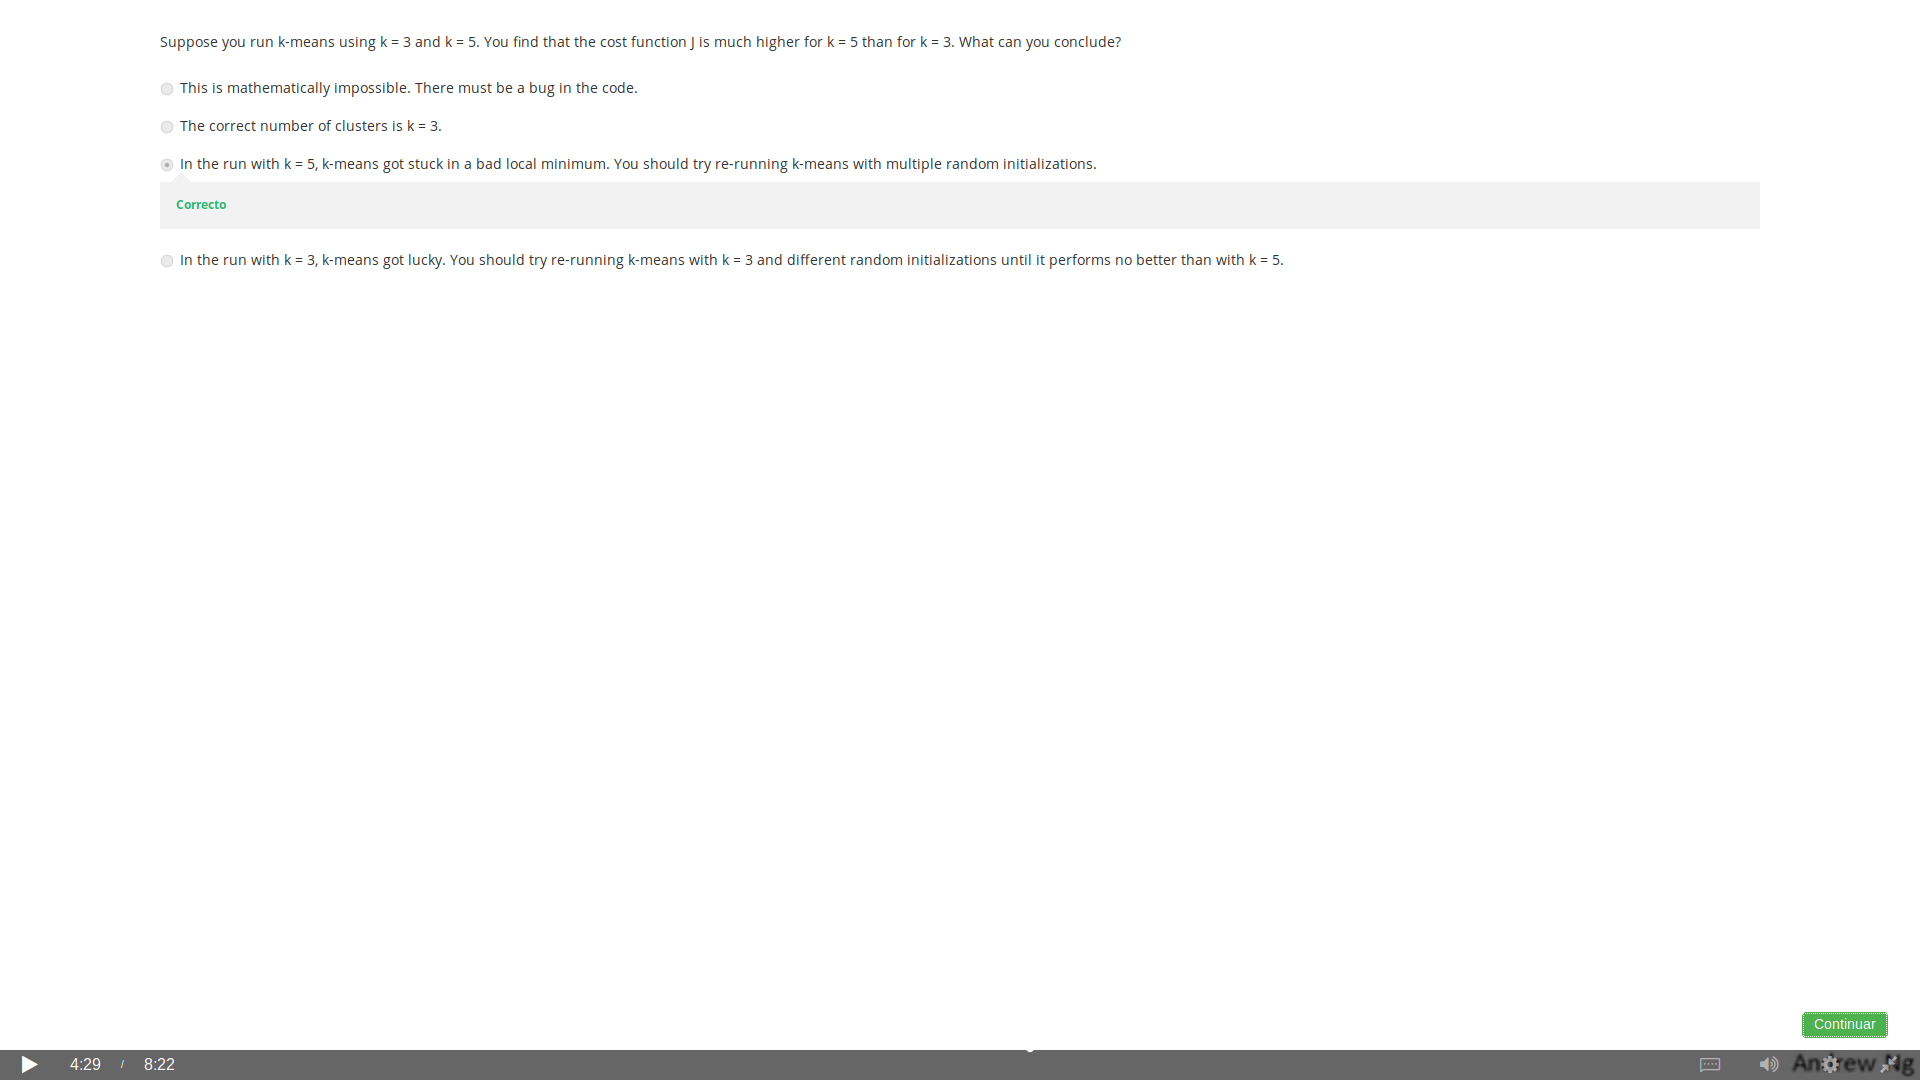 Suppose you run k-means using k = 3 and k = 5. You find that the cost function J is much higher for k = 5 than for k = 3. What can you conclude?
This is mathematically impossible. There must be a bug in the code.
The correct number of clusters is k = 3.
In the run with k = 5, k-means got stuck in a bad local minimum. You should try re-running k-means with multiple random initializations.
Correcto
In the run with k = 3, k-means got lucky. You should try re-running k-means with k = 3 and different random initializations until it performs no better than with k = 5.
Continuar
4:29 / 8:22
Andrew Ng